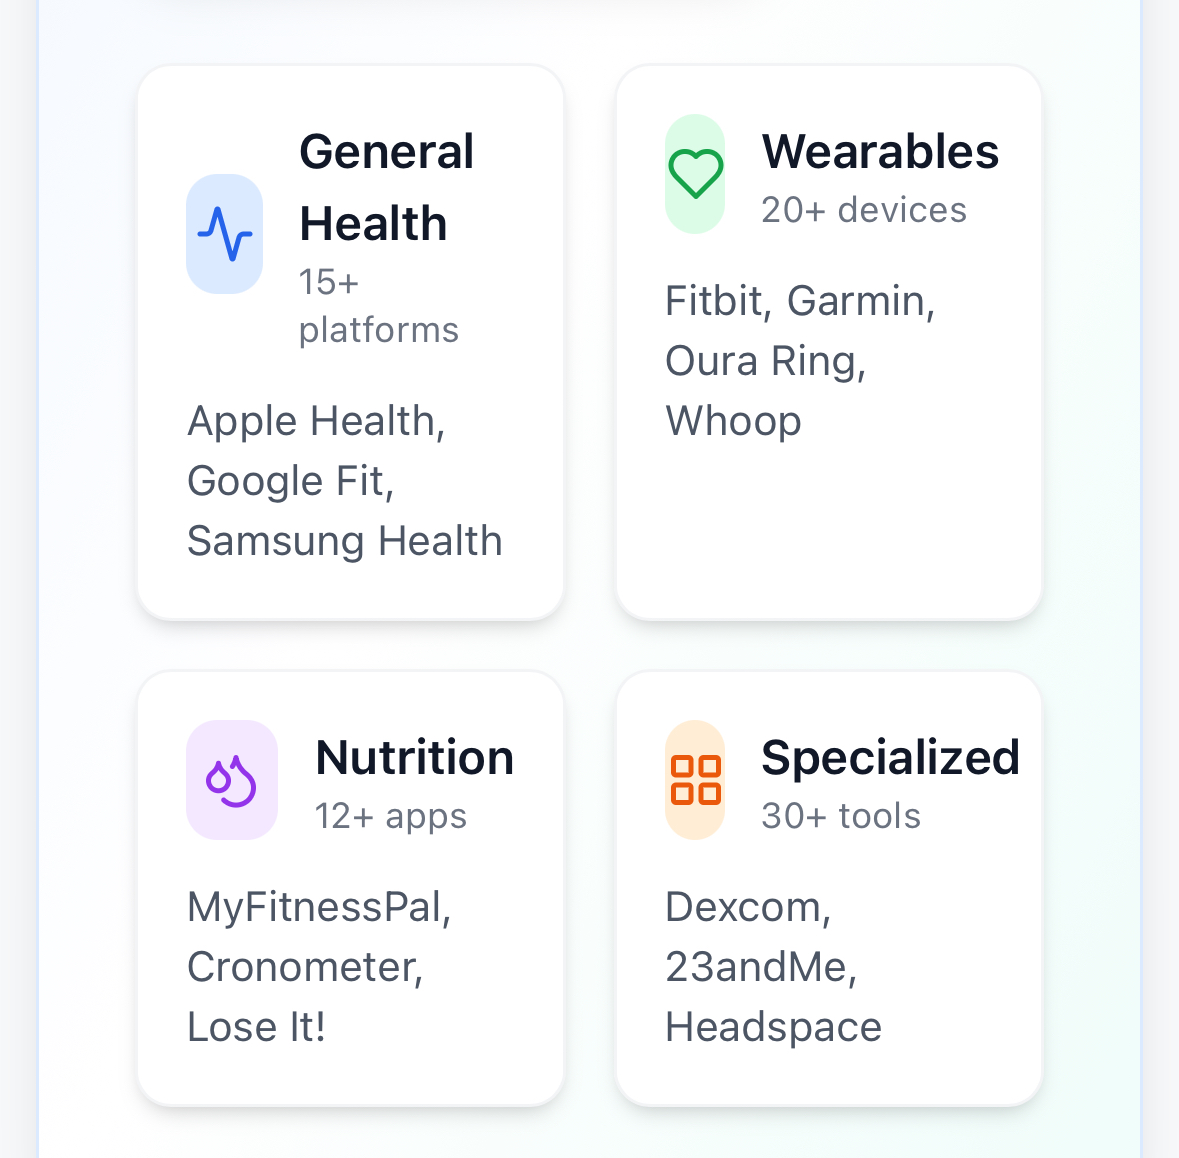 General
Health
15+
platforms
Apple Health,
Google Fit,
Samsung Health
Wearables
20+ devices
Fitbit, Garmin,
Oura Ring,
Whoop
Nutrition
12+ apps
MyFitnessPal,
Cronometer,
Lose It!
Specialized
30+ tools
Dexcom,
23andMe,
Headspace